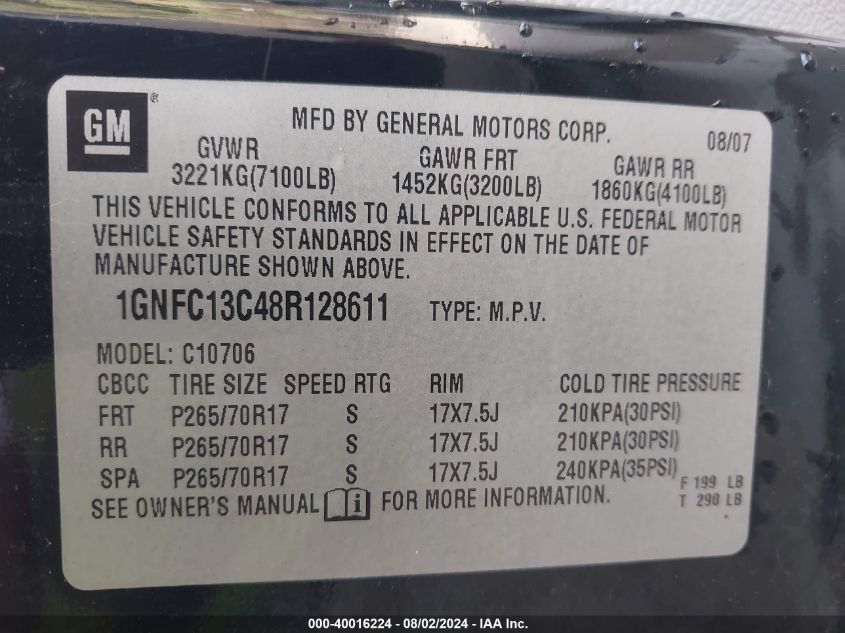 GM ®
MFD BY GENERAL MOTORS CORP. 08/07
GVWR GAWR FRT GAWR RR
3221KG(7100LB) 1452KG(3200LB) 1860KG(4100LB)
THIS VEHICLE CONFORMS TO ALL APPLICABLE U.S. FEDERAL MOTOR
VEHICLE SAFETY STANDARDS IN EFFECT ON THE DATE OF
MANUFACTURE SHOWN ABOVE.
1GNFC13C48R128611 TYPE: M.P.V.
MODEL: C10706
CBCC TIRE SIZE SPEED RTG RIM COLD TIRE PRESSURE
FRT P265/70R17 S 17X7.5J 210KPA(30PSI)
RR P265/70R17 S 17X7.5J 210KPA(30PSI)
SPA P265/70R17 S 17X7.5J 240KPA(35PSI)
F 199 LB
SEE OWNER'S MANUAL i FOR MORE INFORMATION.
T 290 LB
000-40016224 - 08/02/2024 - IAA Inc.